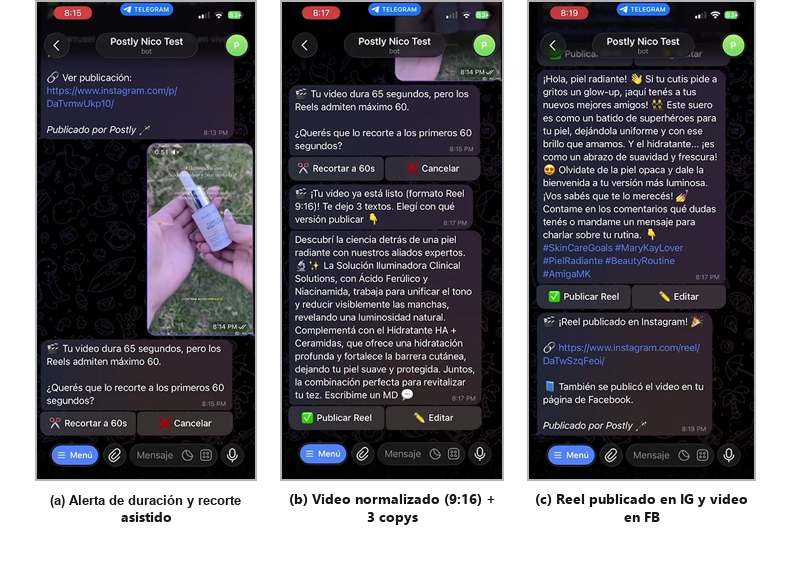 8:15
TELEGRAM
83
Postly Nico Test
bot
P
🔗 Ver publicación:
https://www.instagram.com/p/
DaTvmwUkp10/
Publicado por Postly 🪄
8:13 PM
0:51
8:14 PM
🎬 Tu video dura 65 segundos, pero los
Reels admiten máximo 60.
¿Querés que lo recorte a los primeros 60
segundos?
8:15 PM
✂️ Recortar a 60s
❌ Cancelar
Menú
Mensaje
(a) Alerta de duración y recorte
asistido
8:17
TELEGRAM
83
Postly Nico Test
bot
P
8:14 PM
🎬 Tu video dura 65 segundos, pero los
Reels admiten máximo 60.
¿Querés que lo recorte a los primeros 60
segundos?
8:15 PM
✂️ Recortar a 60s
❌ Cancelar
🎬 ¡Tu video ya está listo (formato Reel
9:16)! Te dejo 3 textos. Elegí con qué
versión publicar 👇
8:17 PM
Descubrí la ciencia detrás de una piel
radiante con nuestros aliados expertos.
🔬✨ La Solución Iluminadora Clinical
Solutions, con Ácido Ferúlico y
Niacinamida, trabaja para unificar el tono
y reducir visiblemente las manchas,
revelando una luminosidad natural.
Complementá con el Hidratante HA +
Ceramidas, que ofrece una hidratación
profunda y fortalece la barrera cutánea,
dejando tu piel suave y protegida. Juntos,
la combinación perfecta para revitalizar
tu tez. Escribime un MD 💬
8:17 PM
✅ Publicar Reel
✏️ Editar
Menú
Mensaje
(b) Video normalizado (9:16) +
3 copys
8:19
TELEGRAM
83
Postly Nico Test
bot
P
¡Hola, piel radiante! 👋 Si tu cutis pide a
gritos un glow-up, ¡aquí tenés a tus
nuevos mejores amigos! 👯 Este suero
es como un batido de superhéroes para
tu piel, dejándola uniforme y con ese
brillo que amamos. Y el hidratante... ¡es
como un abrazo de suavidad y frescura!
😍 Olvidate de la piel opaca y dale la
bienvenida a tu versión más luminosa.
¡Vos sabés que te lo merecés! 💅
Contame en los comentarios qué dudas
tenés o mandame un mensaje para
charlar sobre tu rutina. 👇
#SkinCareGoals #MaryKayLover
#PielRadiante #BeautyRoutine
#AmigaMK
8:17 PM
✅ Publicar Reel
✏️ Editar
🎬 ¡Reel publicado en Instagram! 🎉
🔗 https://www.instagram.com/reel/
DaTwSzqFeoi/
📘 También se publicó el video en tu
página de Facebook.
Publicado por Postly 🪄
8:19 PM
Menú
Mensaje
(c) Reel publicado en IG y video
en FB